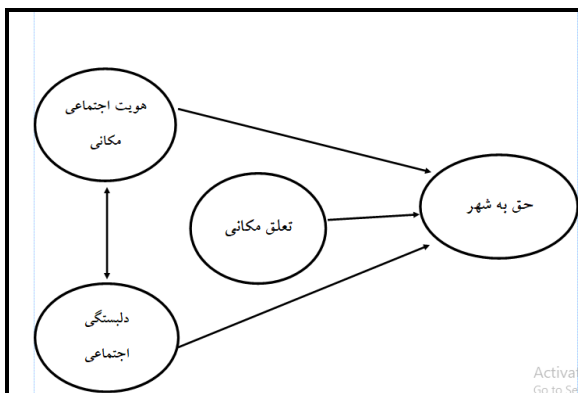 هویت اجتماعی
مکانی
حق به شهر
تعلق مکانی
دلبستگی
اجتماعی
Activat
Go to Se